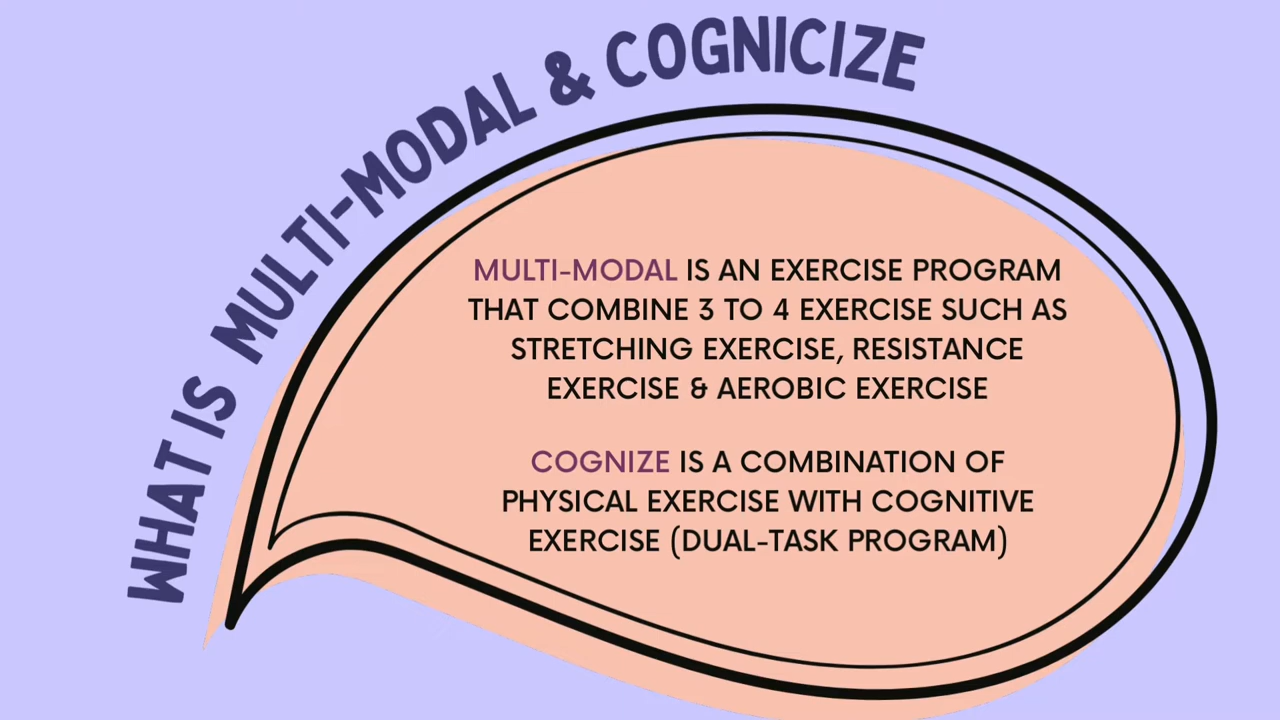 WHAT IS MULTI-MODAL & COGNICIZE
MULTI-MODAL IS AN EXERCISE PROGRAM
THAT COMBINE 3 TO 4 EXERCISE SUCH AS
STRETCHING EXERCISE, RESISTANCE
EXERCISE & AEROBIC EXERCISE
COGNIZE IS A COMBINATION OF
PHYSICAL EXERCISE WITH COGNITIVE
EXERCISE (DUAL-TASK PROGRAM)